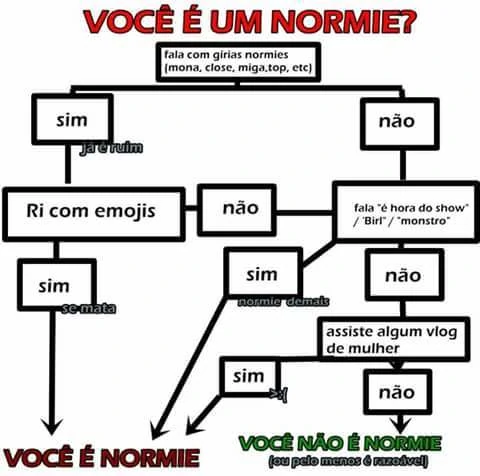 VOCÊ É UM NORMIE?
fala com gírias normies
(mona, close, miga,top, etc)
sim
já é ruim
não
Ri com emojis
não
fala "é hora do show"
/ 'Birl" / "monstro"
sim
se mata
sim
normie demais
não
assiste algum vlog
de mulher
sim
>:(
não
VOCÊ É NORMIE
VOCÊ NÃO É NORMIE
(ou pelo menos é razoável)